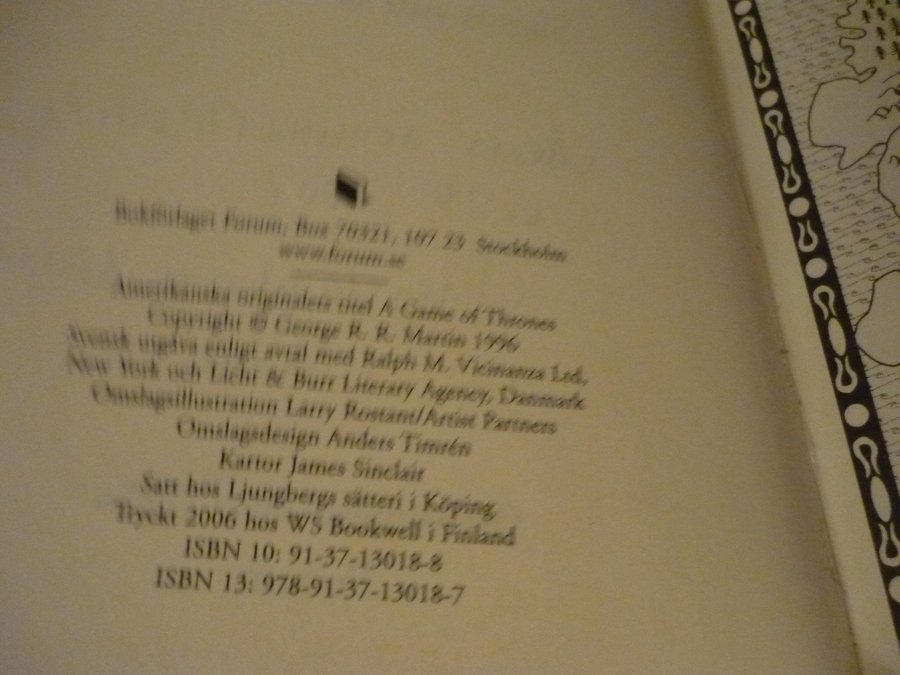 Bokförlaget Forum, Box 70321, 107 23 Stockholm
www.forum.se
Amerikanska originalets titel A Game of Thrones
Copyright © George R. R. Martin 1996
Svensk utgåva enligt avtal med Ralph M. Vicinanza Ltd,
New York och Licht & Burr Literary Agency, Danmark
Omslagsillustration Larry Rostant/Artist Partners
Omslagsdesign Anders Timrén
Kartor James Sinclair
Satt hos Ljungbergs sätteri i Köping
Tryckt 2006 hos WS Bookwell i Finland
ISBN 10: 91-37-13018-8
ISBN 13: 978-91-37-13018-7